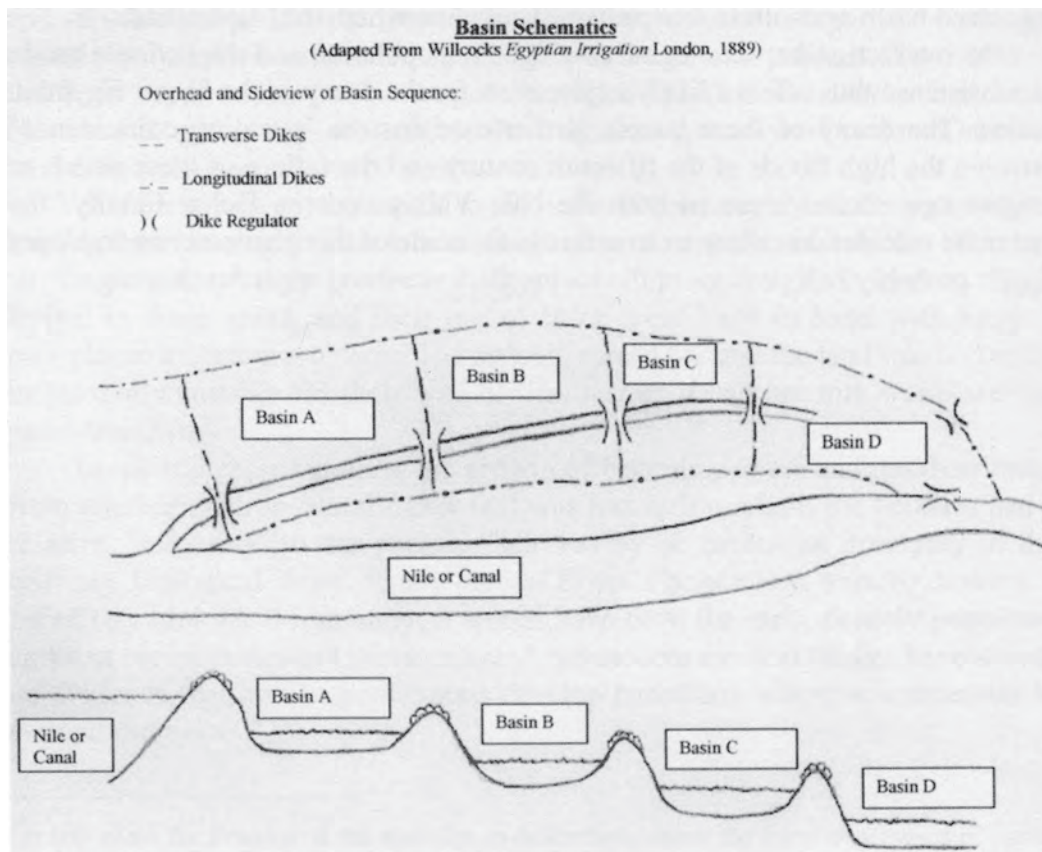 Basin Schematics
(Adapted From Willcocks Egyptian Irrigation London, 1889)
Overhead and Sideview of Basin Sequence:
Transverse Dikes
Longitudinal Dikes
Dike Regulator
Basin A
Basin B
Basin C
Basin D
Nile or Canal
Nile or
Canal
Basin A
Basin B
Basin C
Basin D